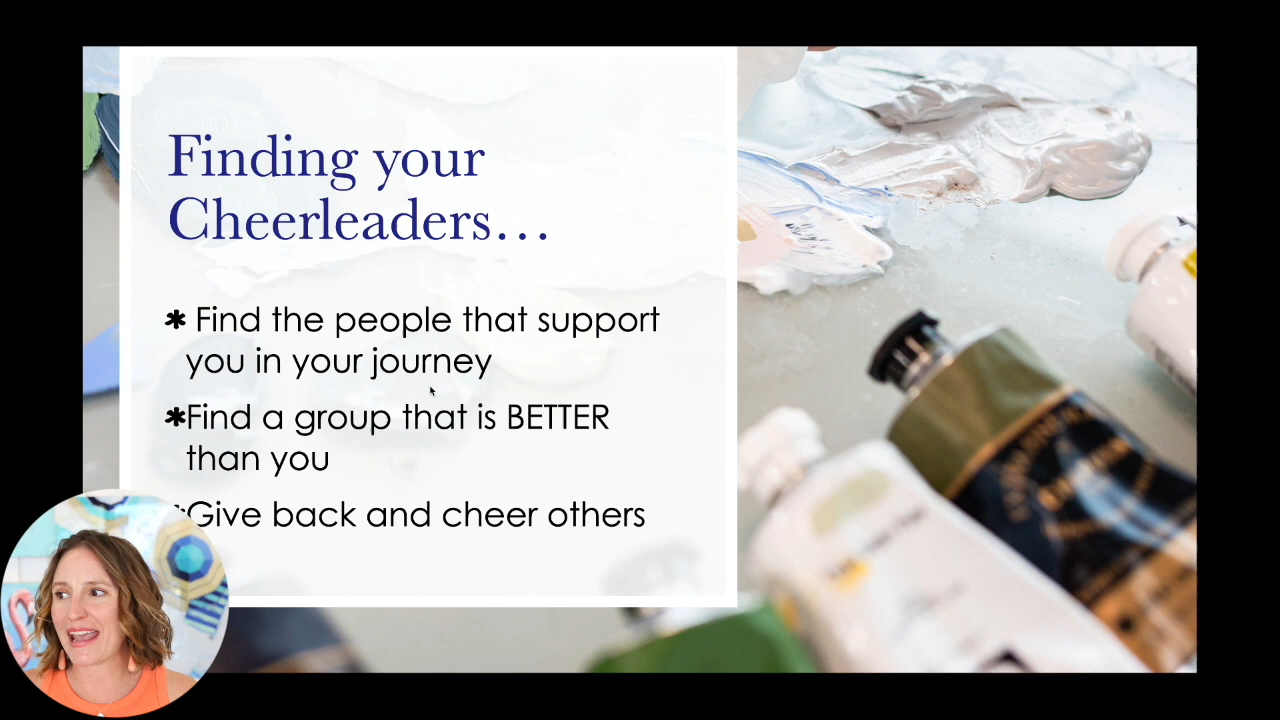 Finding your
Cheerleaders…
* Find the people that support
you in your journey
*Find a group that is BETTER
than you
*Give back and cheer others